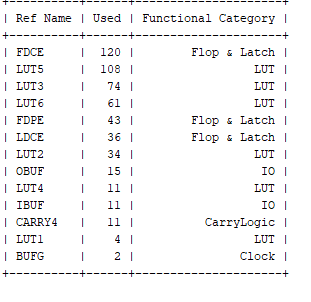 +------------+------+---------------------+
| Ref Name | Used | Functional Category |
+------------+------+---------------------+
| FDCE | 120 | Flop & Latch |
| LUT5 | 108 | LUT |
| LUT3 | 74 | LUT |
| LUT6 | 61 | LUT |
| FDPE | 43 | Flop & Latch |
| LDCE | 36 | Flop & Latch |
| LUT2 | 34 | LUT |
| OBUF | 15 | IO |
| LUT4 | 11 | LUT |
| IBUF | 11 | IO |
| CARRY4 | 11 | CarryLogic |
| LUT1 | 4 | LUT |
| BUFG | 2 | Clock |
+------------+------+---------------------+